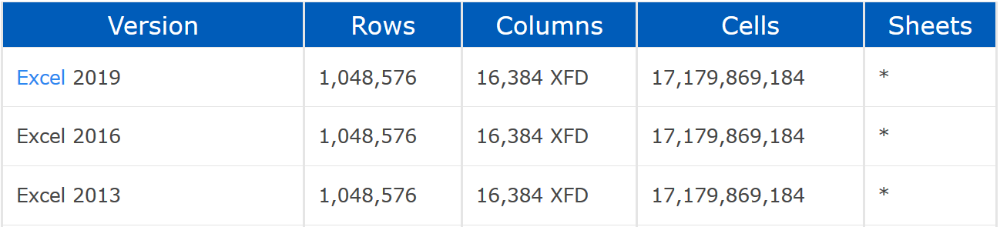 Version Rows Columns Cells Sheets
Excel 2019 1,048,576 16,384 XFD 17,179,869,184 *
Excel 2016 1,048,576 16,384 XFD 17,179,869,184 *
Excel 2013 1,048,576 16,384 XFD 17,179,869,184 *